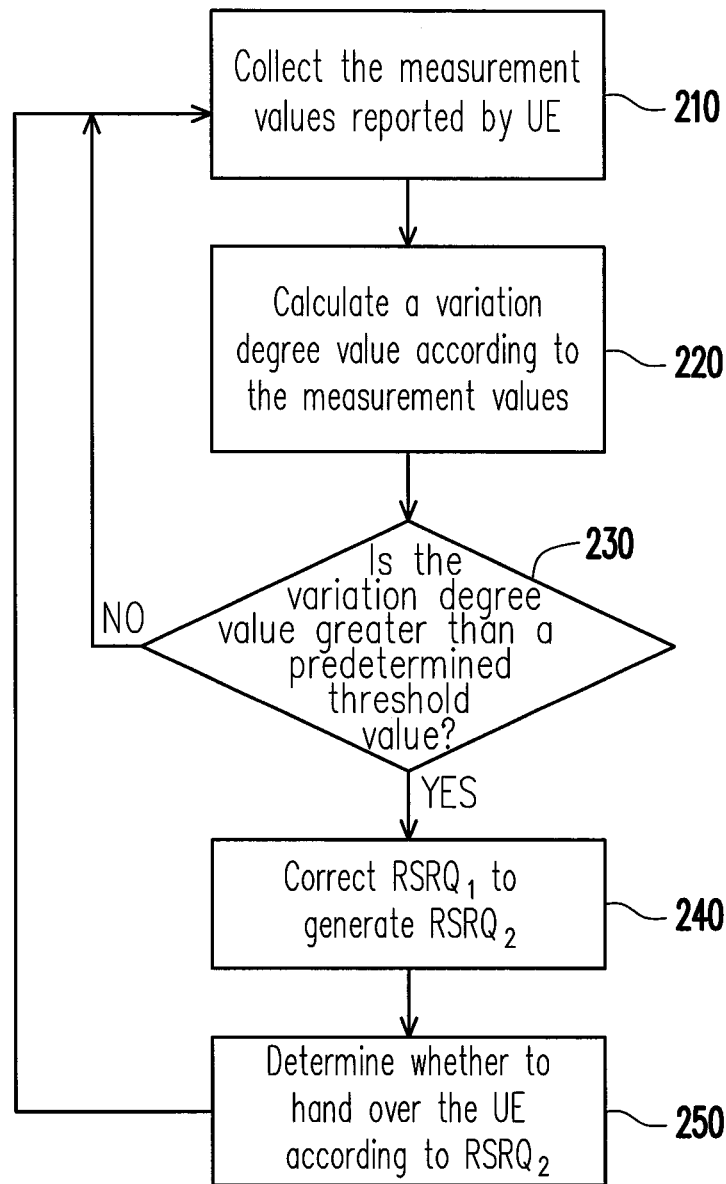 Collect the measurement
values reported by UE
210
Calculate a variation
degree value according to
the measurement values
220
230
Is the
variation degree
value greater than a
predetermined
threshold
value?
NO
YES
Correct RSRQ₁ to
generate RSRQ₂
240
Determine whether to
hand over the UE
according to RSRQ₂
250